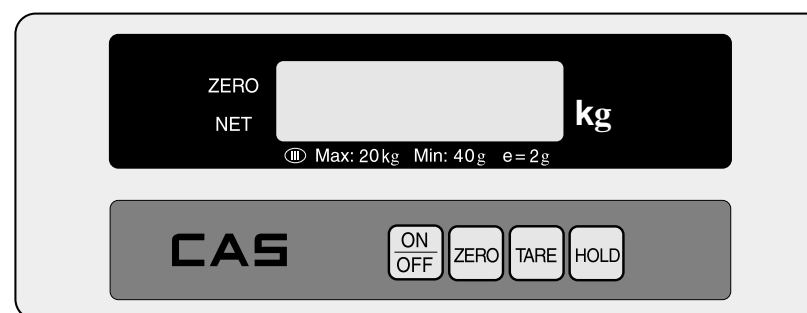 ZERO
NET
kg
Ⅲ Max: 20kg Min: 40g e=2g
CAS
ON
OFF
ZERO
TARE
HOLD